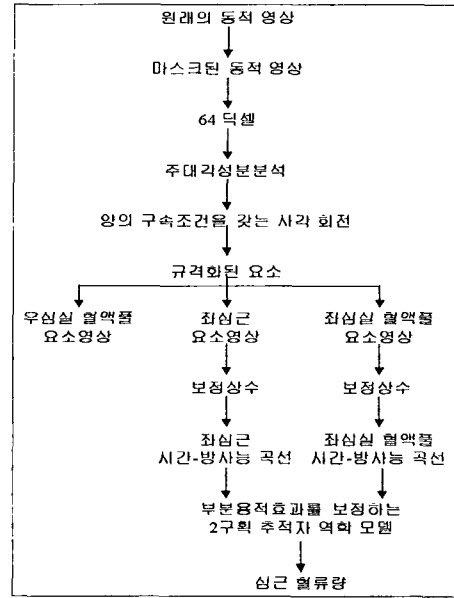 원래의 동적 영상
마스크된 동적 영상
64 딕셀
주대각성분분석
양의 구속조건을 갖는 사각 회전
규격화된 요소
우심실 혈액풀
요소영상
좌심근
요소영상
좌심실 혈액풀
요소영상
보정상수
보정상수
좌심근
시간-방사능 곡선
좌심실 혈액풀
시간-방사능 곡선
부분용적효과를 보정하는
2구획 추적자 역학 모델
심근 혈류량